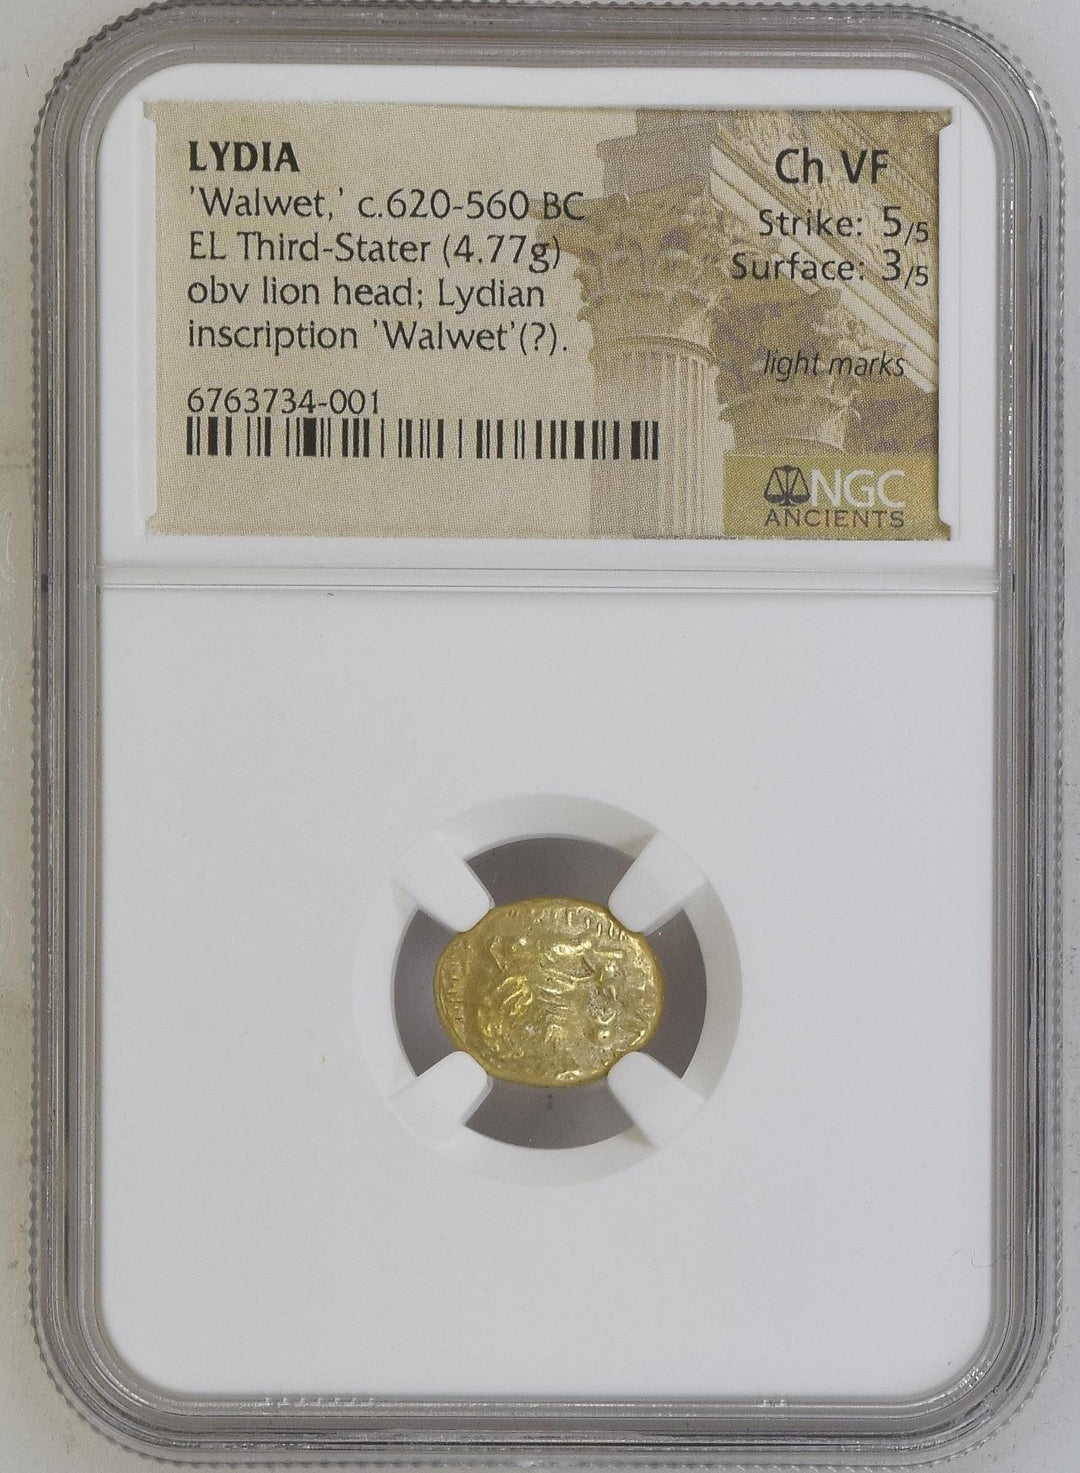 LYDIA
'Walwet,' c.620-560 BC
EL Third-Stater (4.77g)
obv lion head; Lydian
inscription 'Walwet'(?).
6763734-001
Ch VF
Strike: 5/5
Surface: 3/5
light marks
NGC
ANCIENTS